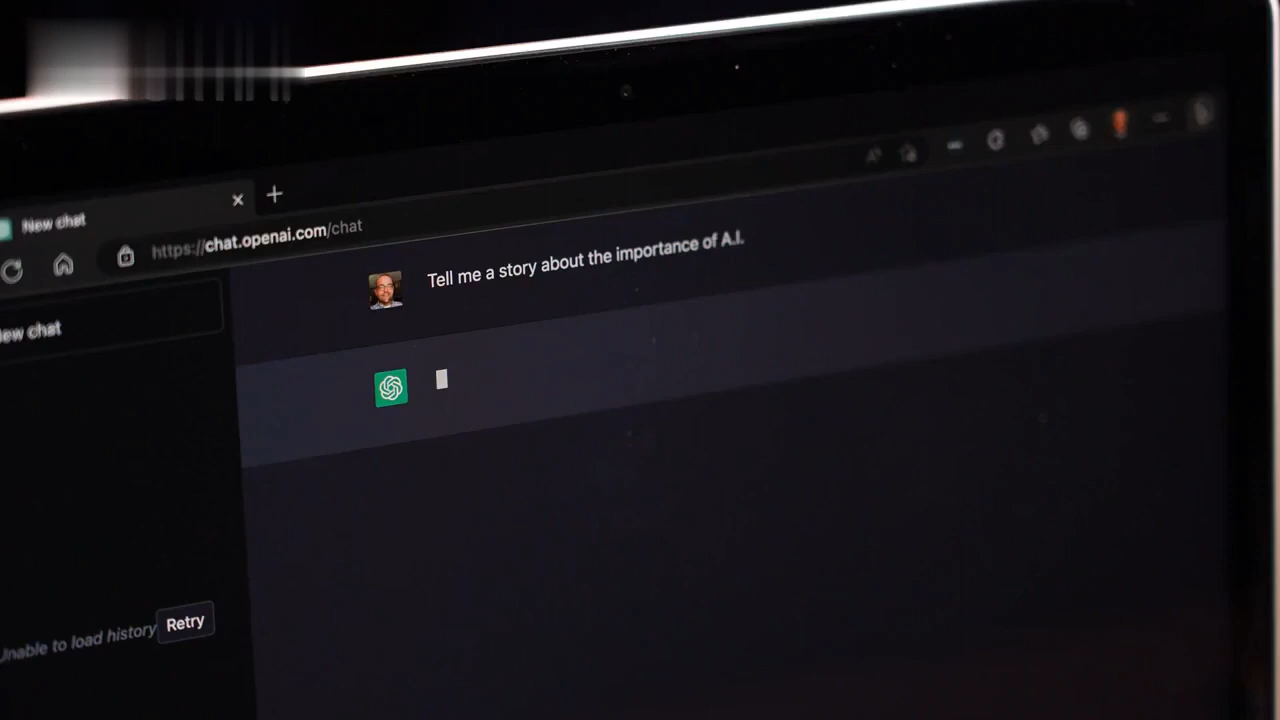 New chat
https://chat.openai.com/chat
Tell me a story about the importance of A.I.
New chat
Unable to load history
Retry